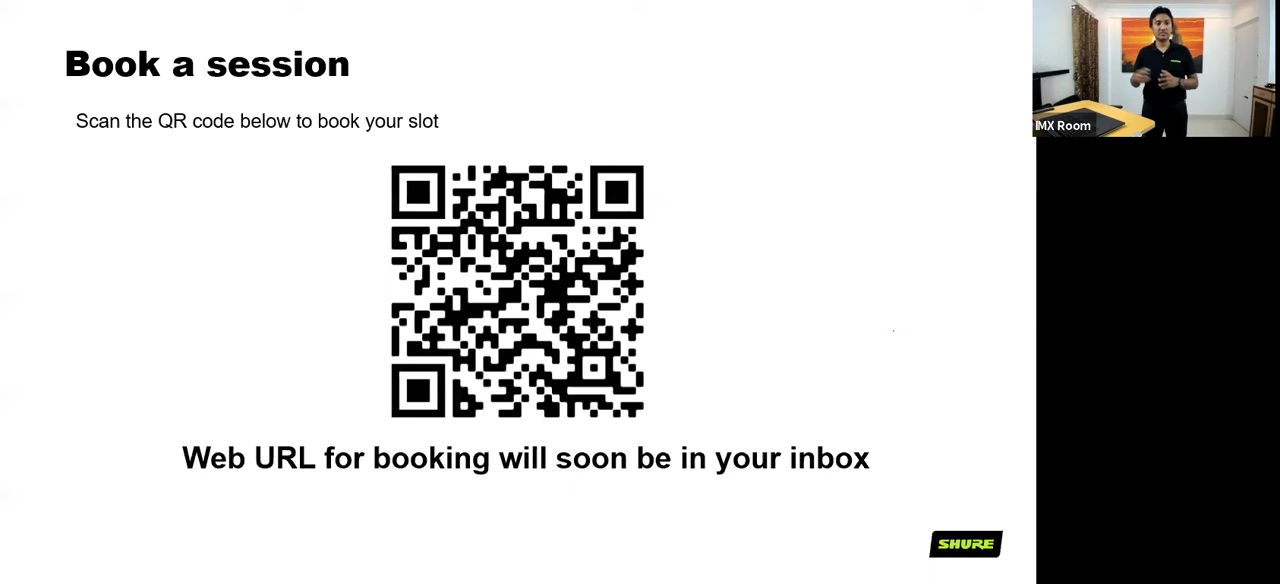 Book a session
Scan the QR code below to book your slot
Web URL for booking will soon be in your inbox
SHURE
IMX Room